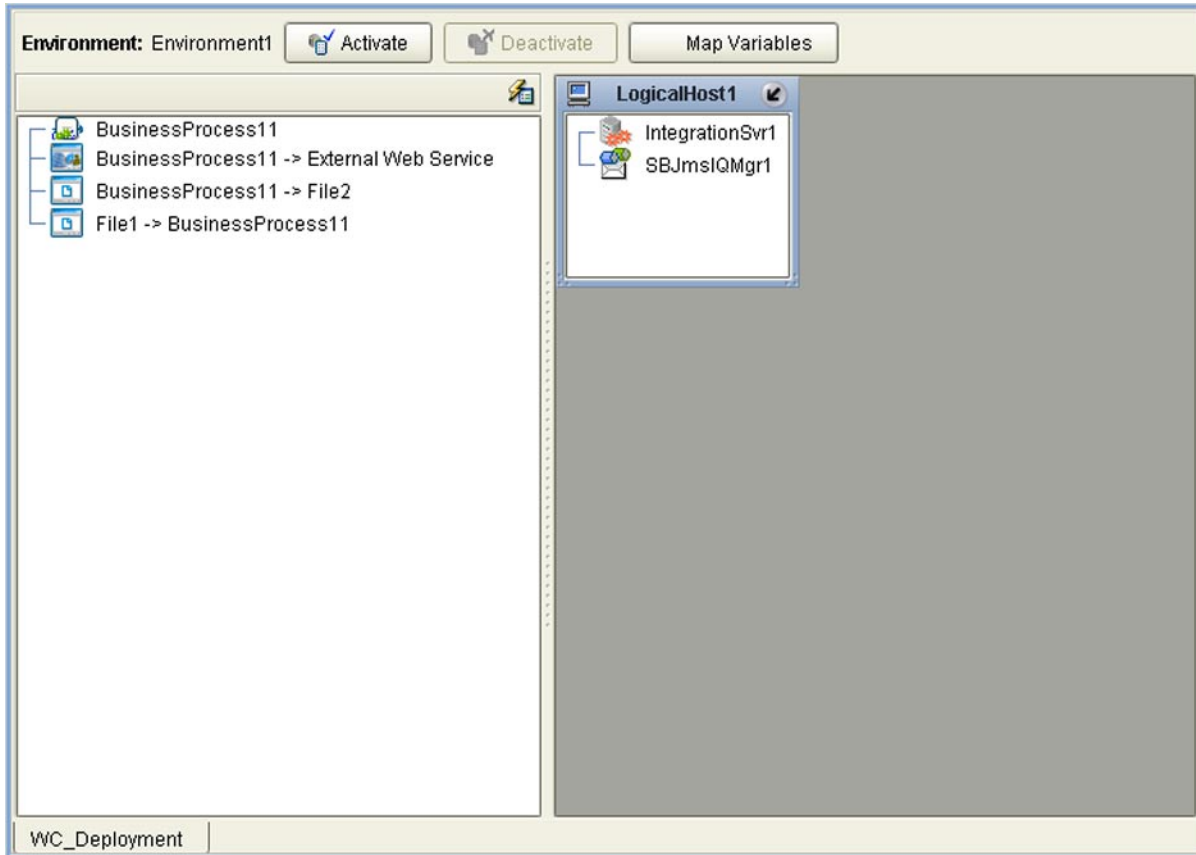 Environment: Environment1 Activate Deactivate Map Variables
BusinessProcess11
BusinessProcess11 -> External Web Service
BusinessProcess11 -> File2
File1 -> BusinessProcess11
LogicalHost1
IntegrationSvr1
SBJmsIQMgr1
WC_Deployment